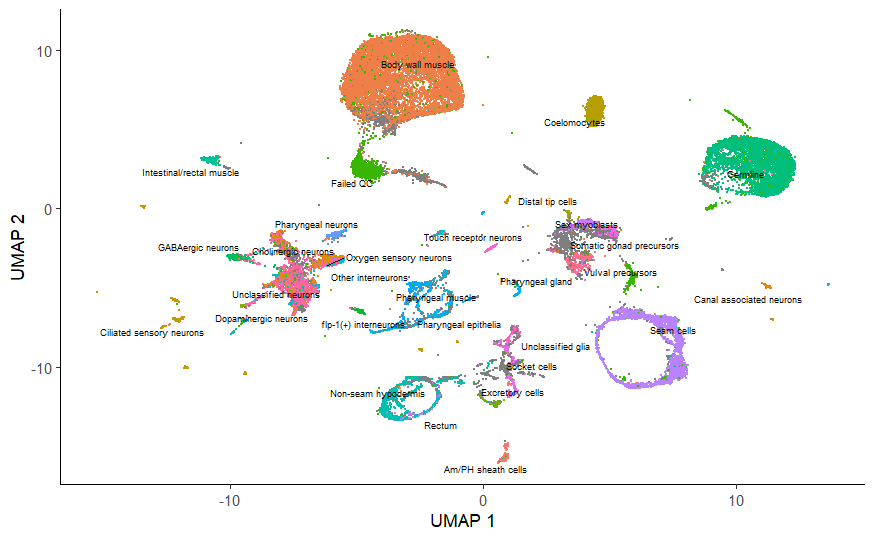 10
Body wall muscle
Coelomocytes
Intestinal/rectal muscle
Failed QC
Germline
0
Distal tip cells
Pharyngeal neurons
Sex myoblasts
Touch receptor neurons
GABAergic neurons
Cholinergic neurons
Somatic gonad precursors
Oxygen sensory neurons
Other interneurons
Vulval precursors
Pharyngeal gland
Unclassified neurons
Pharyngeal muscle
Canal associated neurons
Dopaminergic neurons
flp-1(+) interneurons
Pharyngeal epithelia
Ciliated sensory neurons
Seam cells
Unclassified glia
-10
Socket cells
Non-seam hypodermis
Excretory cells
Rectum
Am/PH sheath cells
-10
0
10
UMAP 1
UMAP 2